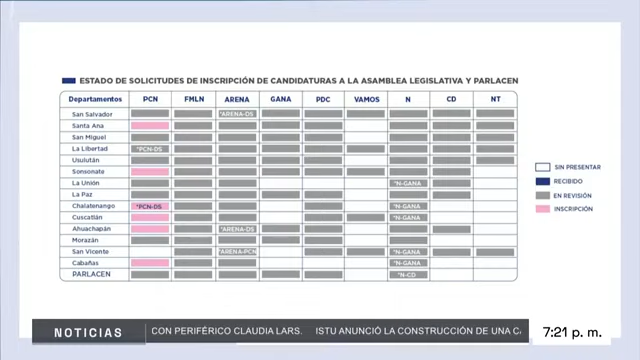 ESTADO DE SOLICITUDES DE INSCRIPCIÓN DE CANDIDATURAS A LA ASAMBLEA LEGISLATIVA Y PARLACEN
Departamentos PCN FMLN ARENA GANA PDC VAMOS N CD NT
San Salvador *ARENA-DS
Santa Ana
San Miguel
La Libertad *PCN-DS
Usulután
SIN PRESENTAR
Sonsonate
RECIBIDO
La Unión *N-GANA
La Paz
EN REVISIÓN
Chalatenango *PCN-DS *N-GANA
INSCRIPCIÓN
Cuscatlán *N-GANA
Ahuachapán *ARENA-DS
Morazán
San Vicente *ARENA-PCN *N-GANA
Cabañas *N-GANA
PARLACEN *N-CD
NOTICIAS CON PERIFÉRICO CLAUDIA LARS. ISTU ANUNCIÓ LA CONSTRUCCIÓN DE UNA 7:21 p. m.